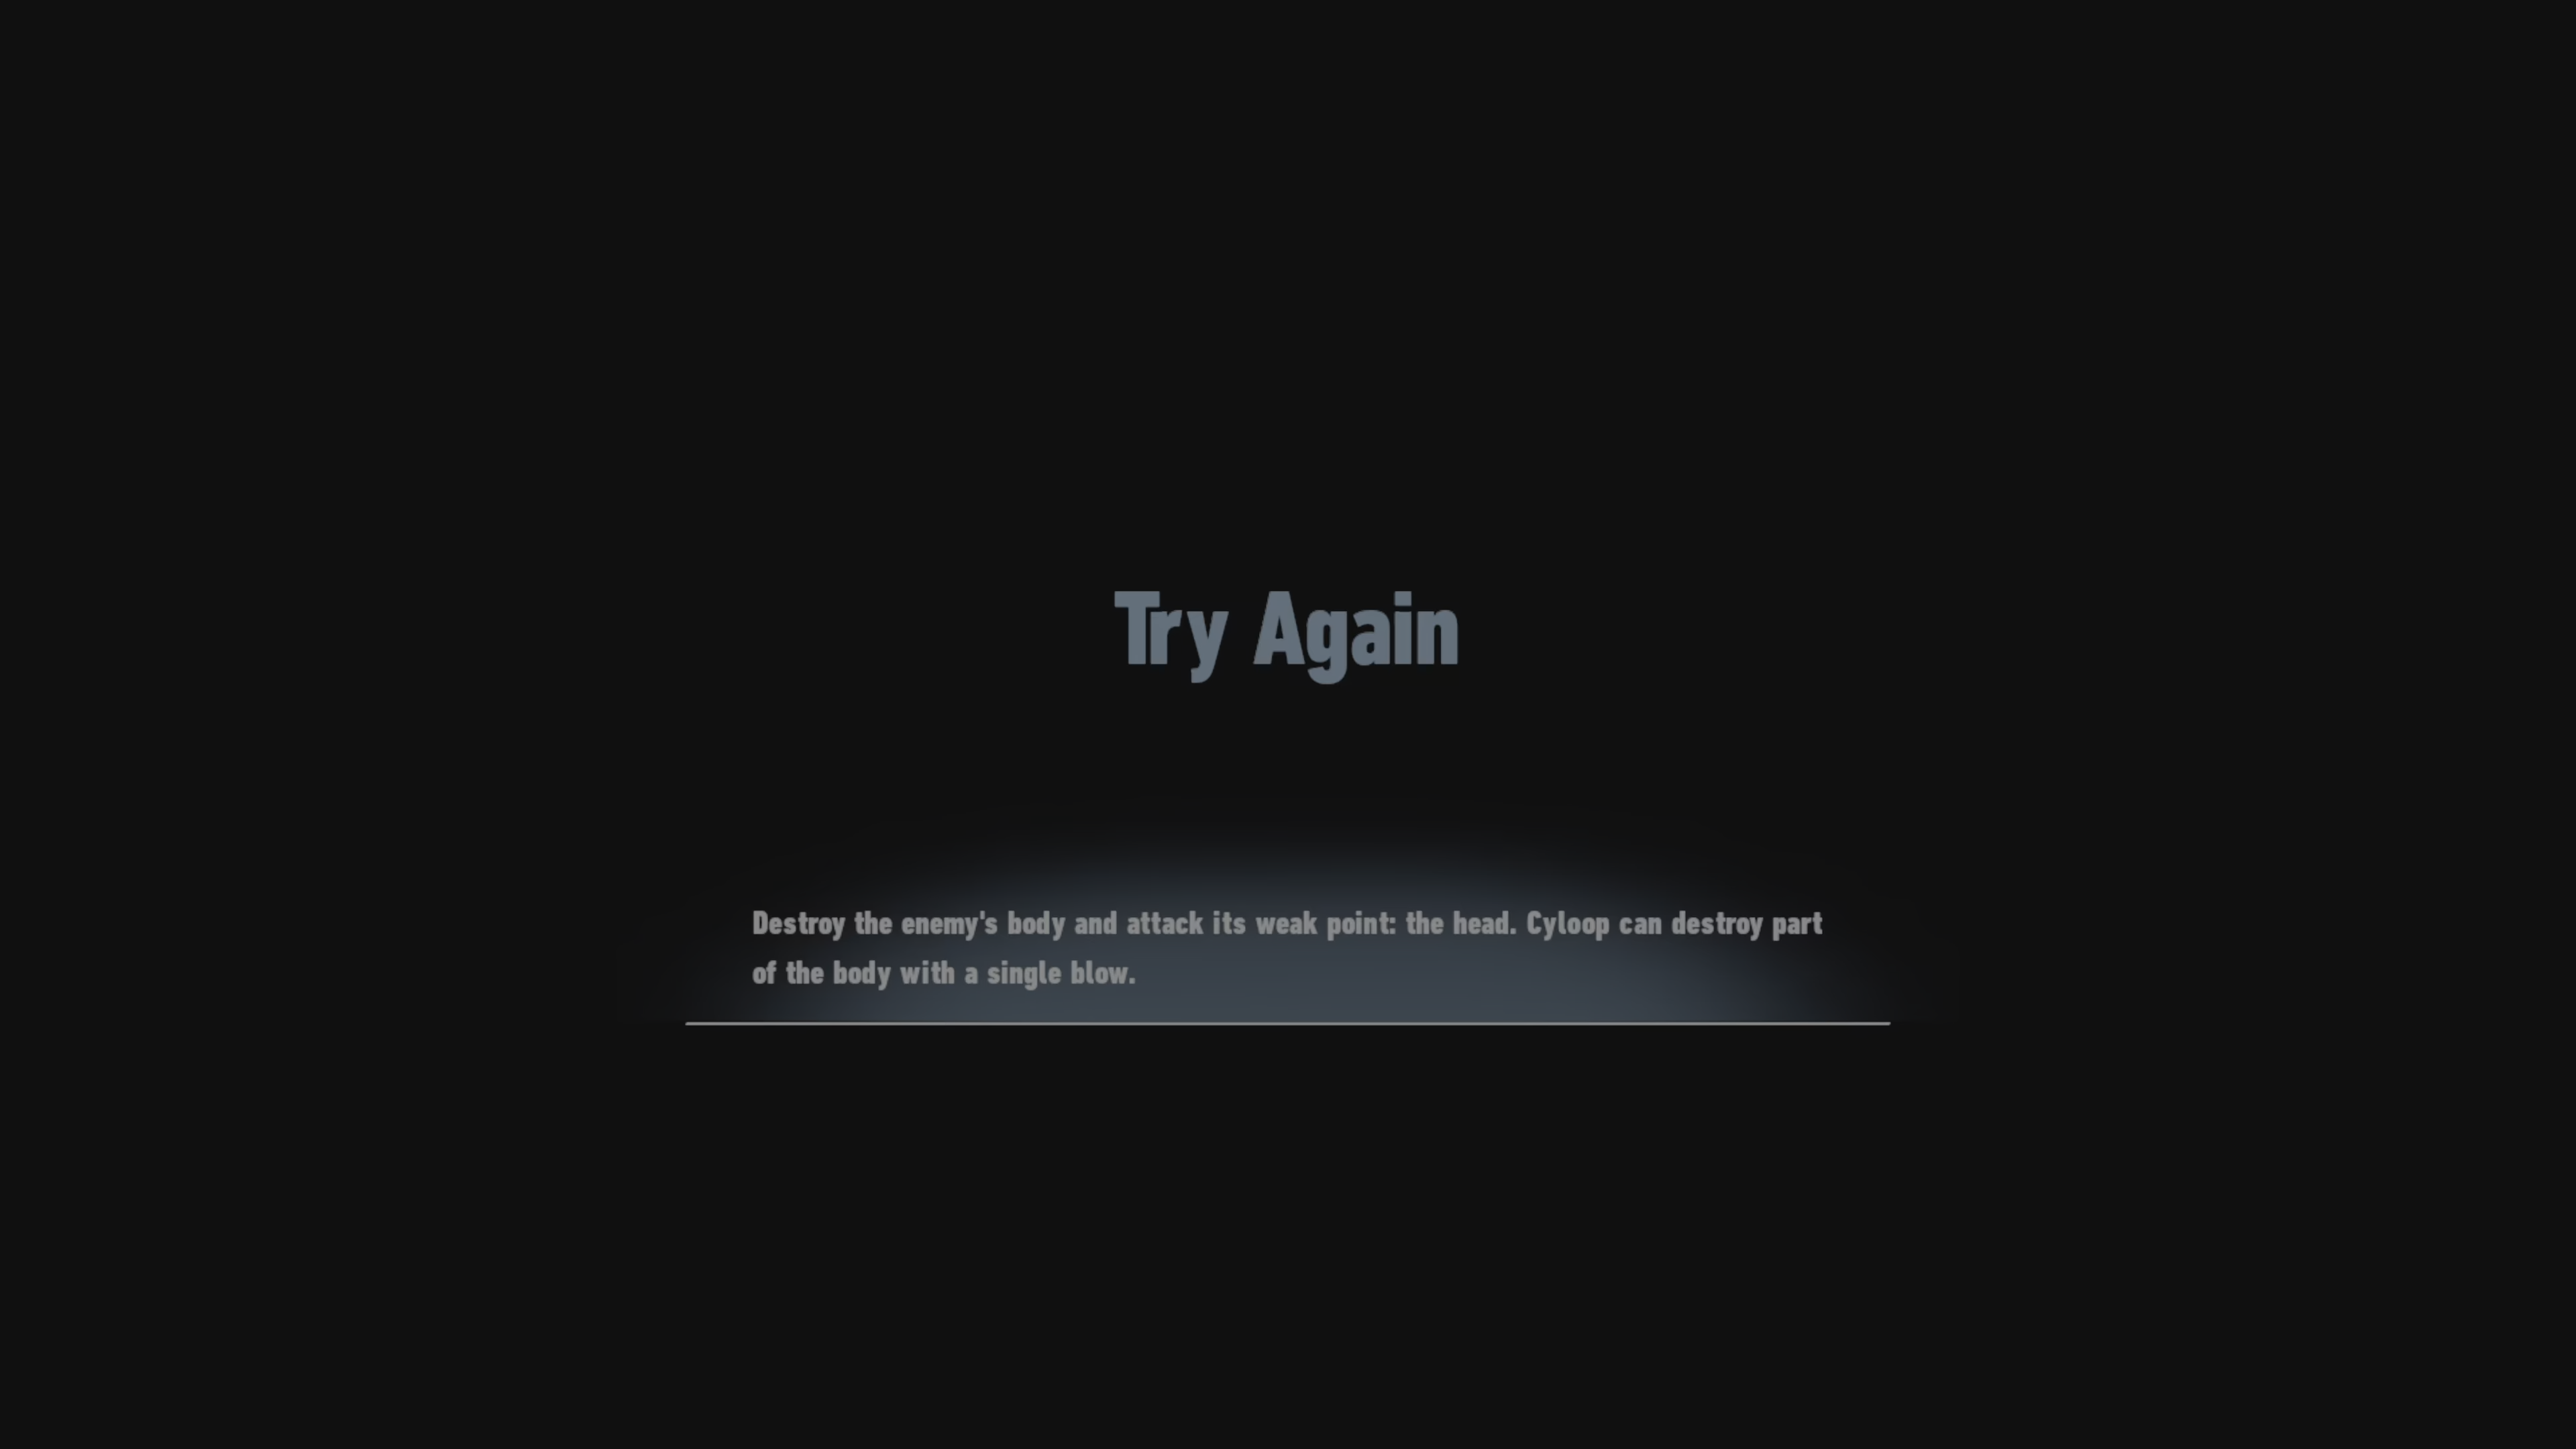 Try Again
Destroy the enemy's body and attack its weak point: the head. Cyloop can destroy part
of the body with a single blow.